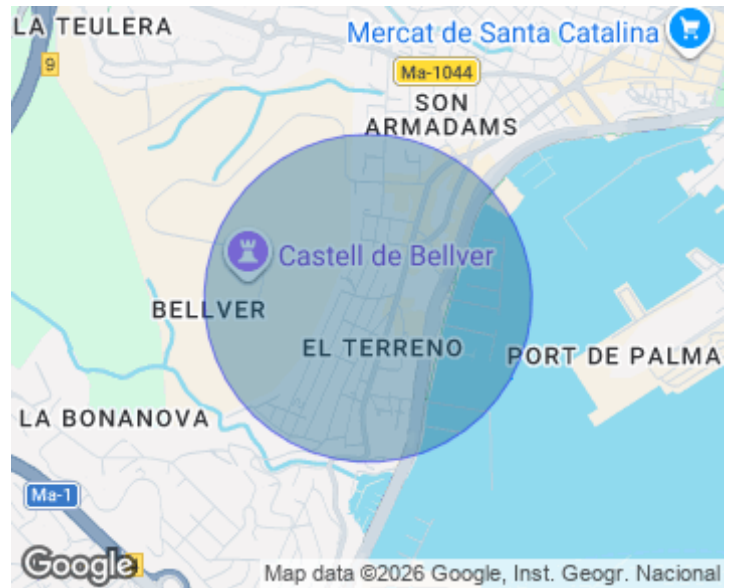 LA TEULERA
Mercat de Santa Catalina
9
Ma-1044
SON
ARMADAMS
Castell de Bellver
BELLVER
EL TERRENO
PORT DE PALMA
LA BONANOVA
Ma-1
Google
Map data ©2026 Google, Inst. Geogr. Nacional